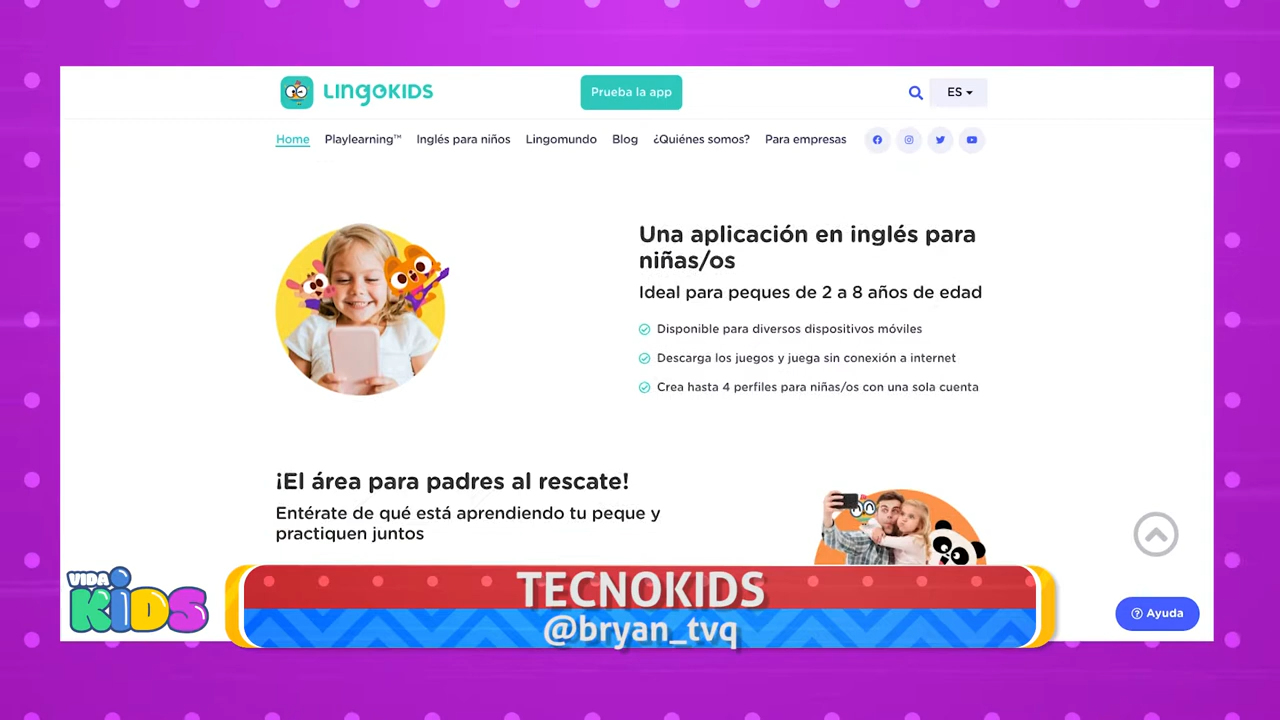 LINGOKIDS
Prueba la app
ES
Home Playlearning™ Inglés para niños Lingomundo Blog ¿Quiénes somos? Para empresas
Una aplicación en inglés para
niñas/os
Ideal para peques de 2 a 8 años de edad
Disponible para diversos dispositivos móviles
Descarga los juegos y juega sin conexión a internet
Crea hasta 4 perfiles para niñas/os con una sola cuenta
¡El área para padres al rescate!
Entérate de qué está aprendiendo tu peque y
practiquen juntos
VIDA
KIDS
TECNOKIDS
@bryan_tvq
Ayuda